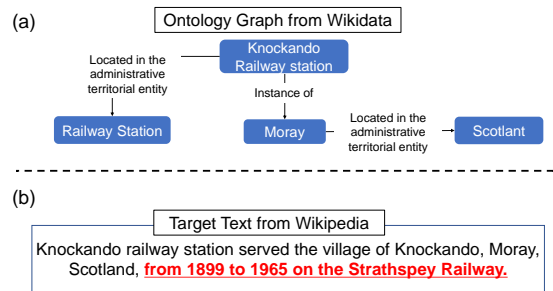 (a)
Ontology Graph from Wikidata
Located in the
administrative
territorial entity
Knockando
Railway station
Instance of
Railway Station
Moray
Located in the
administrative
territorial entity
Scotlant
(b)
Target Text from Wikipedia
Knockando railway station served the village of Knockando, Moray,
Scotland, from 1899 to 1965 on the Strathspey Railway.